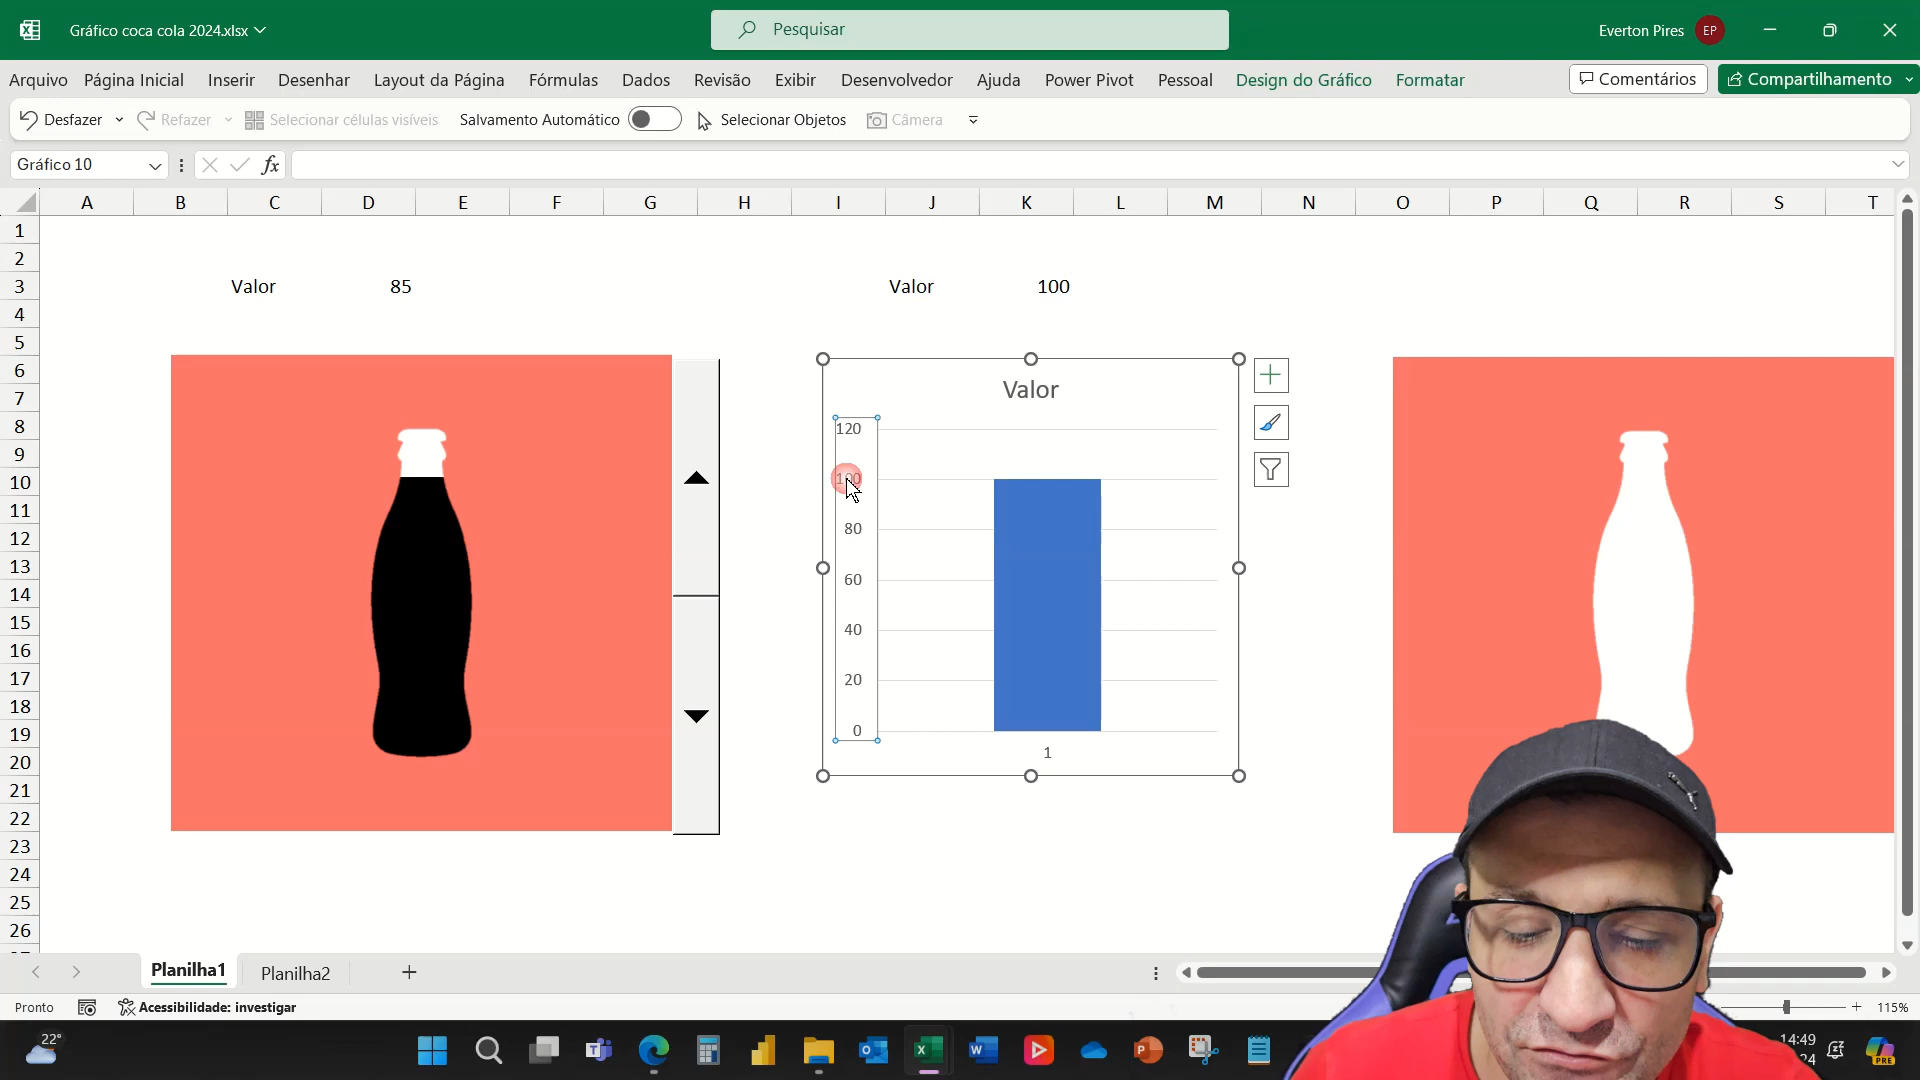 Gráfico coca cola 2024.xlsx
Pesquisar
Everton Pires
EP
Arquivo Página Inicial Inserir Desenhar Layout da Página Fórmulas Dados Revisão Exibir Desenvolvedor Ajuda Power Pivot Pessoal Design do Gráfico Formatar
Comentários
Compartilhamento
Desfazer Refazer Selecionar células visíveis Salvamento Automático Selecionar Objetos Câmera
Gráfico 10
fx
A B C D E F G H I J K L M N O P Q R S T
1
2
3
4
5
6
7
8
9
10
11
12
13
14
15
16
17
18
19
20
21
22
23
24
25
26
Valor 85
Valor 100
Valor
120
100
80
60
40
20
0
1
Planilha1
Planilha2
Pronto
Acessibilidade: investigar
115%
22°
14:49
24
PRE